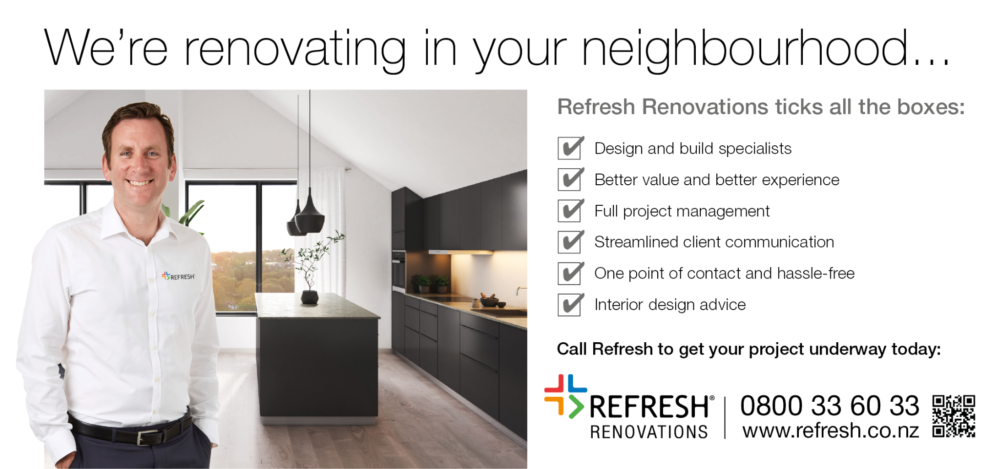 We’re renovating in your neighbourhood...
REFRESH
Refresh Renovations ticks all the boxes:
Design and build specialists
Better value and better experience
Full project management
Streamlined client communication
One point of contact and hassle-free
Interior design advice
Call Refresh to get your project underway today:
REFRESH®
RENOVATIONS
0800 33 60 33
www.refresh.co.nz